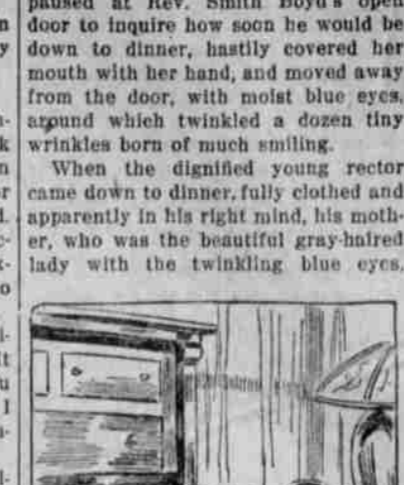 paused at Rev. Smith Boyd's open
door to inquire how soon he would be
down to dinner, hastily covered her
mouth with her hand, and moved away
from the door, with moist blue eyes,
around which twinkled a dozen tiny
wrinkles born of much smiling.
When the dignified young rector
came down to dinner, fully clothed and
apparently in his right mind, his moth-
er, who was the beautiful gray-haired
lady with the twinkling blue eyes,